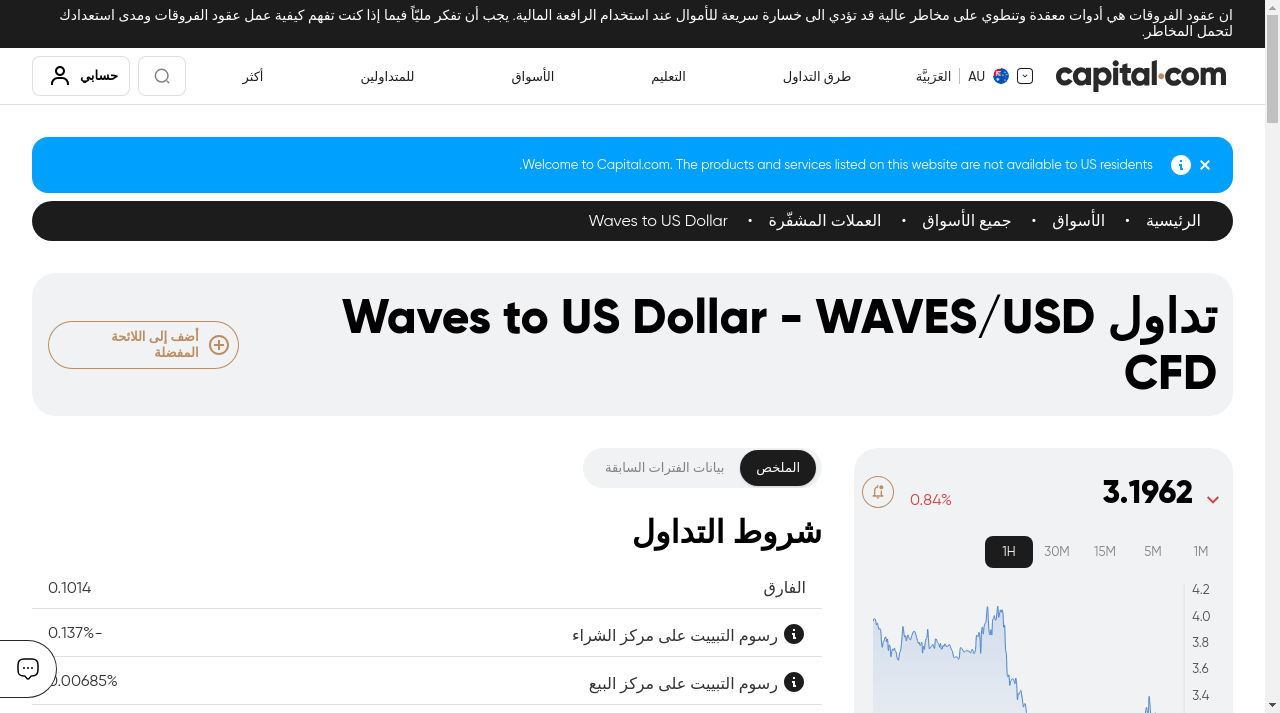 ان عقود الفروقات هي أدوات معقدة وتنطوي على مخاطر عالية قد تؤدي الى خسارة سريعة للأموال عند استخدام الرافعة المالية. يجب أن تفكر مليّاً فيما إذا كنت تفهم كيفية عمل عقود الفروقات ومدى استعدادك
لتحمل المخاطر.
capital.com
AU العَرَبيَّة
طرق التداول
التعليم
الأسواق
للمتداولين
أكثر
حسابي
Welcome to Capital.com. The products and services listed on this website are not available to US residents.
الرئيسية • الأسواق • جميع الأسواق • العملات المشفّرة • Waves to US Dollar
تداول Waves to US Dollar - WAVES/USD
CFD
أضف إلى اللائحة
المفضلة
3.1962
0.84%
1M 5M 15M 30M 1H
4.2
4.0
3.8
3.6
3.4
الملخص
بيانات الفترات السابقة
شروط التداول
الفارق 0.1014
رسوم التبييت على مركز الشراء -0.137%
رسوم التبييت على مركز البيع 0.00685%